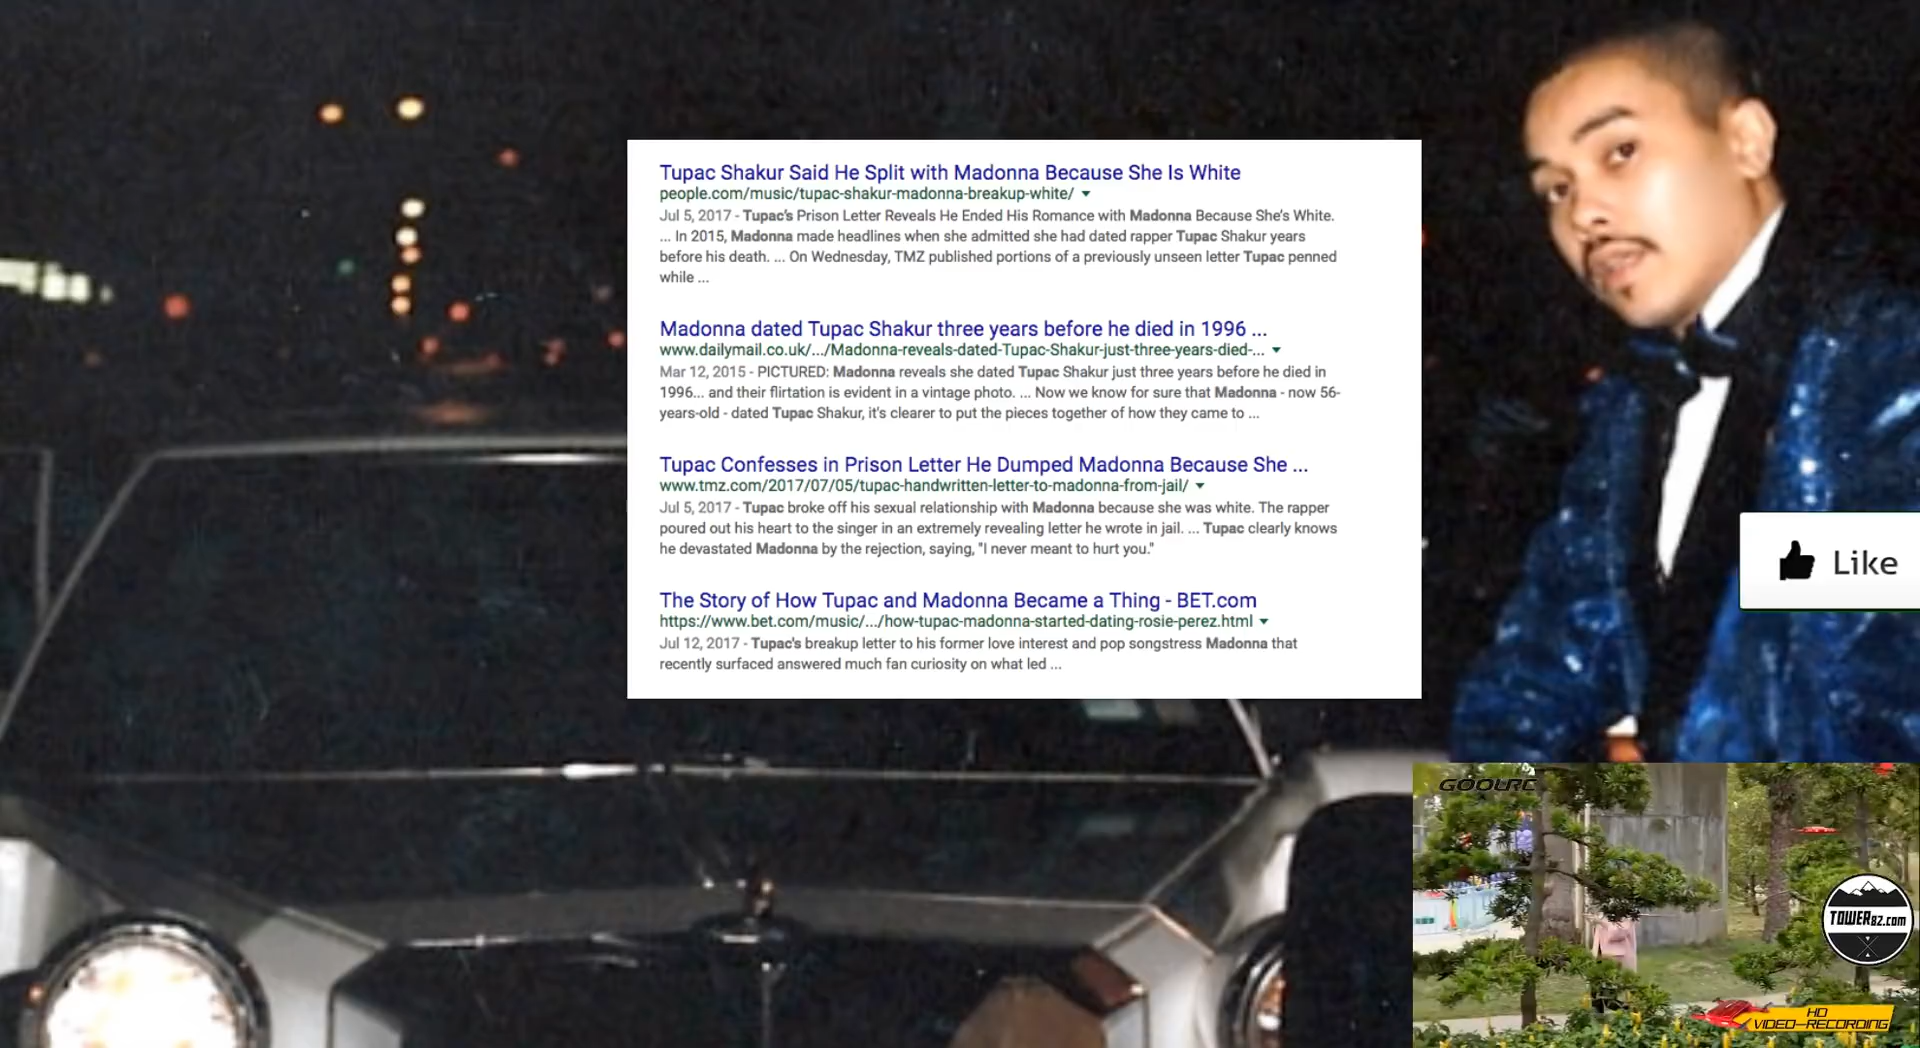 Tupac Shakur Said He Split with Madonna Because She Is White
people.com/music/tupac-shakur-madonna-breakup-white/
Jul 5, 2017 - Tupac's Prison Letter Reveals He Ended His Romance with Madonna Because She's White.
... In 2015, Madonna made headlines when she admitted she had dated rapper Tupac Shakur years
before his death. ... On Wednesday, TMZ published portions of a previously unseen letter Tupac penned
while ...
Madonna dated Tupac Shakur three years before he died in 1996 ...
www.dailymail.co.uk/.../Madonna-reveals-dated-Tupac-Shakur-just-three-years-died-...
Mar 12, 2015 - PICTURED: Madonna reveals she dated Tupac Shakur just three years before he died in
1996... and their flirtation is evident in a vintage photo. ... Now we know for sure that Madonna - now 56-
years-old - dated Tupac Shakur, it's clearer to put the pieces together of how they came to ...
Tupac Confesses in Prison Letter He Dumped Madonna Because She ...
www.tmz.com/2017/07/05/tupac-handwritten-letter-to-madonna-from-jail/
Jul 5, 2017 - Tupac broke off his sexual relationship with Madonna because she was white. The rapper
poured out his heart to the singer in an extremely revealing letter he wrote in jail. ... Tupac clearly knows
he devastated Madonna by the rejection, saying, "I never meant to hurt you."
The Story of How Tupac and Madonna Became a Thing - BET.com
https://www.bet.com/music/.../how-tupac-madonna-started-dating-rosie-perez.html
Jul 12, 2017 - Tupac's breakup letter to his former love interest and pop songstress Madonna that
recently surfaced answered much fan curiosity on what led ...
Like
GOOLRC
TOWER82.com
HD
VIDEO-RECORDING